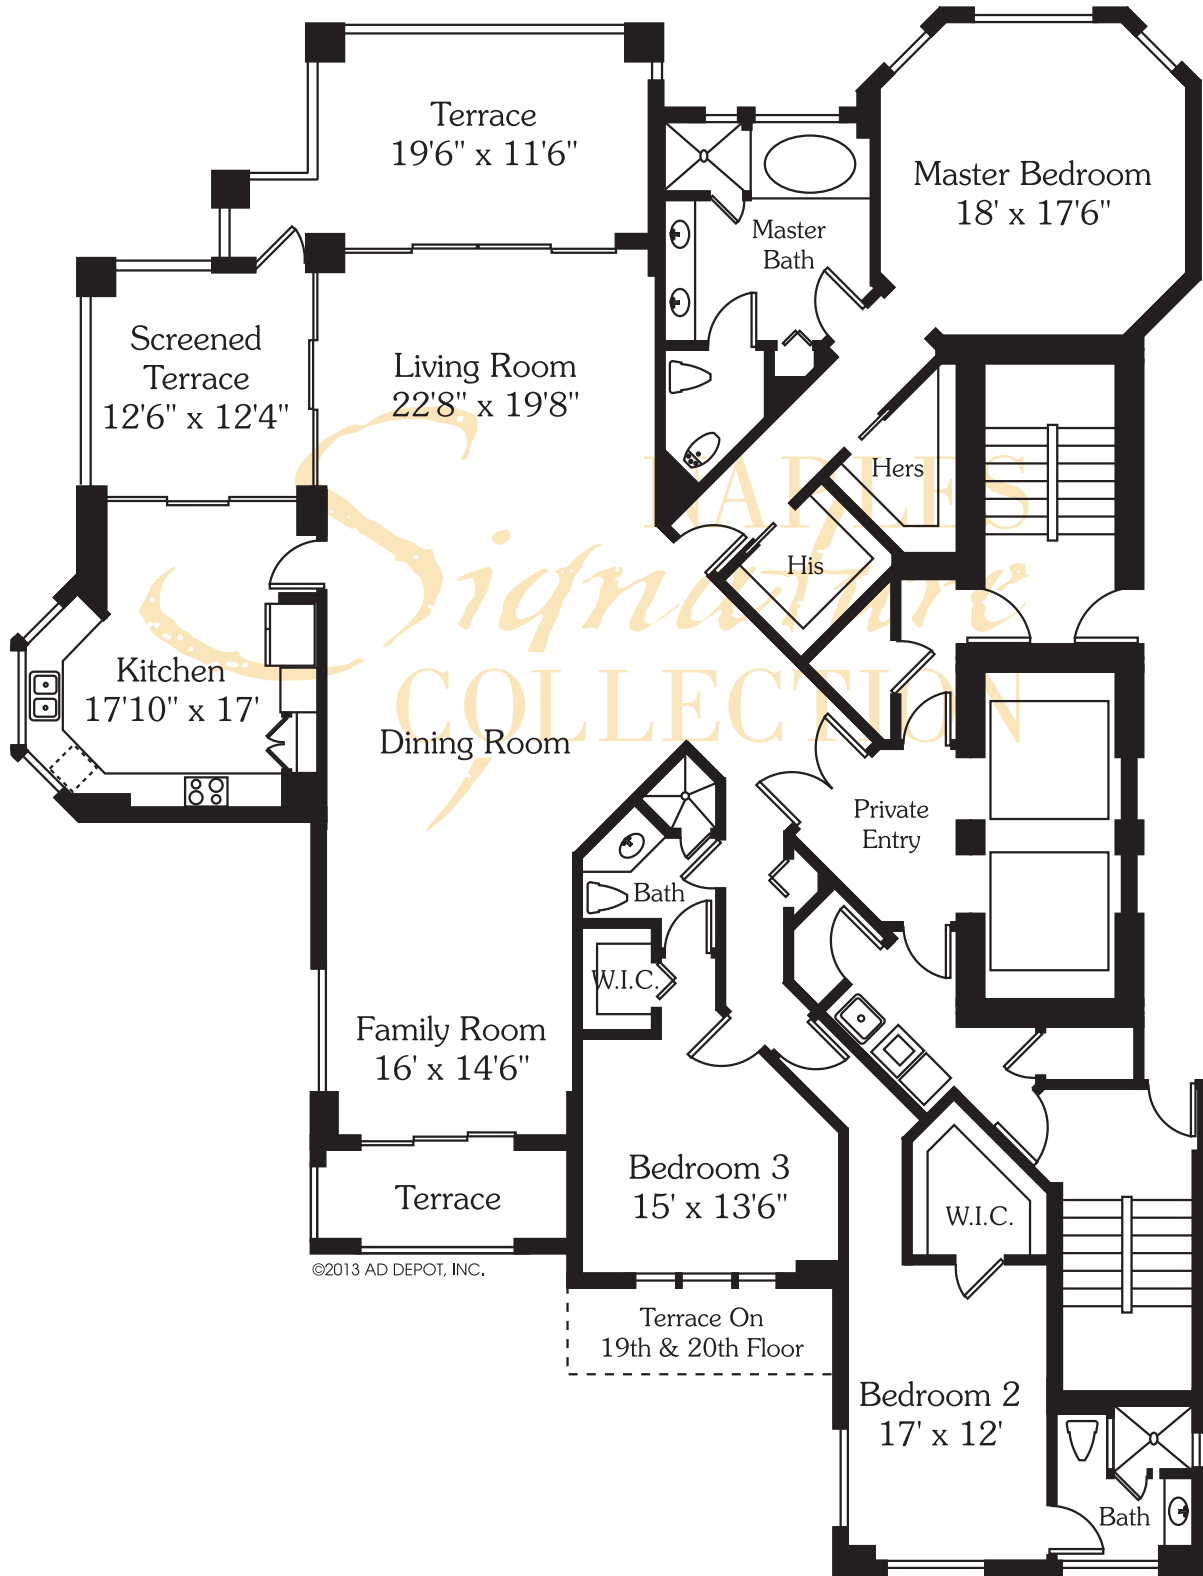 Terrace
19'6" x 11'6"
Master Bedroom
18' x 17'6"
Master
Bath
Screened
Terrace
12'6" x 12'4"
Living Room
22'8" x 19'8"
Hers
His
NAPLES
Signature
COLLECTION
Kitchen
17'10" x 17'
Dining Room
Private
Entry
Bath
W.I.C.
Family Room
16' x 14'6"
Bedroom 3
15' x 13'6"
Terrace
W.I.C.
©2013 AD DEPOT, INC.
Terrace On
19th & 20th Floor
Bedroom 2
17' x 12'
Bath